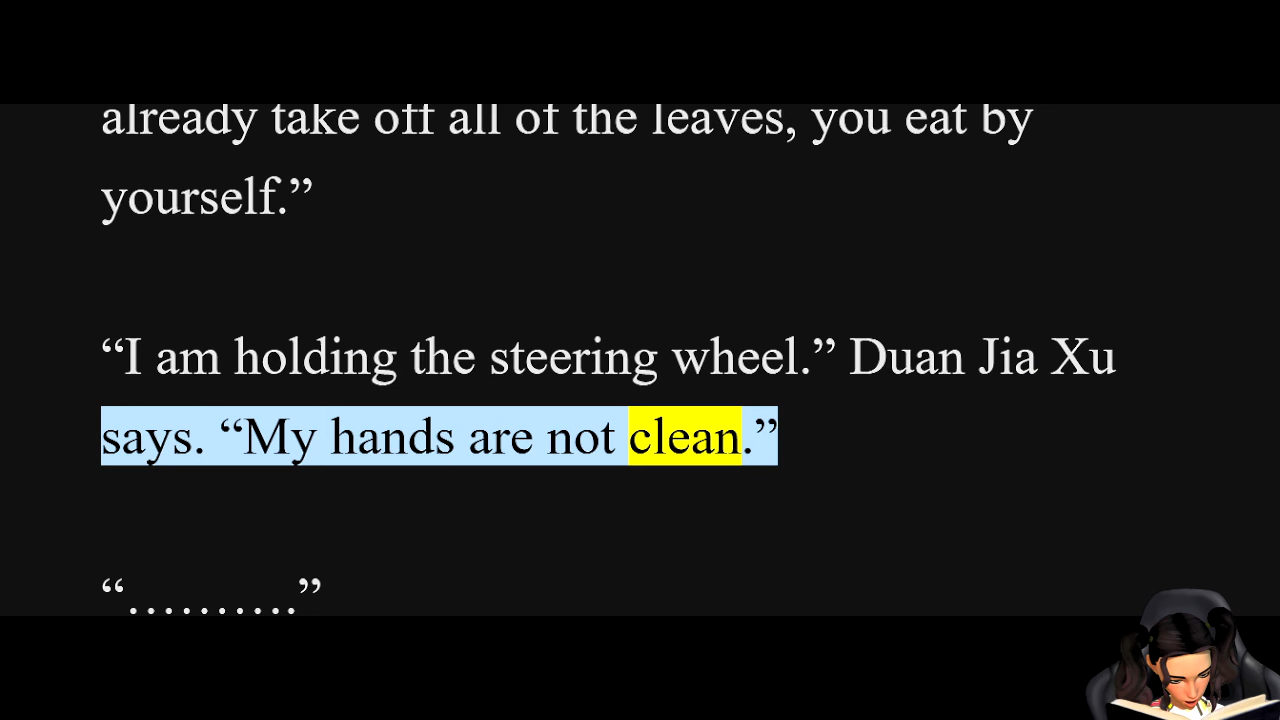 already take off all of the leaves, you eat by
yourself.”
“I am holding the steering wheel.” Duan Jia Xu
says. “My hands are not clean.”
“……….”